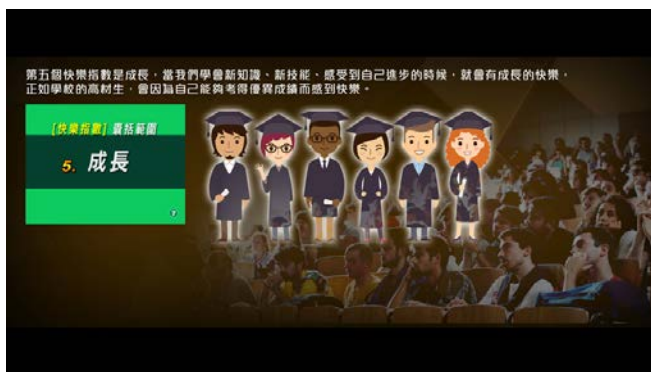 第五個快樂指數是成長，當我們學會新知識、新技能、感受到自己進步的時候，就會有成長的快樂，
正如學校的高材生，會因為自己能夠考得優異成績而感到快樂。
[快樂指數] 囊括範圍
5. 成長